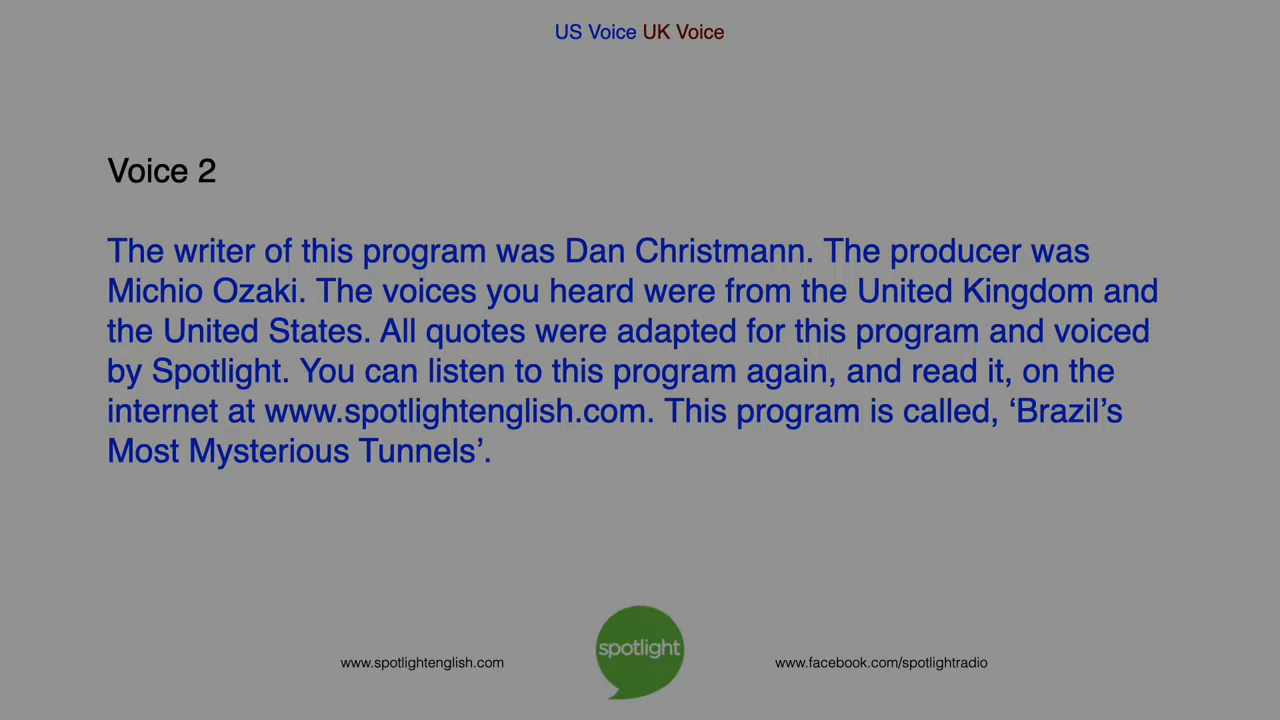 US Voice UK Voice
Voice 2
The writer of this program was Dan Christmann. The producer was
Michio Ozaki. The voices you heard were from the United Kingdom and
the United States. All quotes were adapted for this program and voiced
by Spotlight. You can listen to this program again, and read it, on the
internet at www.spotlightenglish.com. This program is called, ‘Brazil’s
Most Mysterious Tunnels’.
www.spotlightenglish.com
spotlight
www.facebook.com/spotlightradio